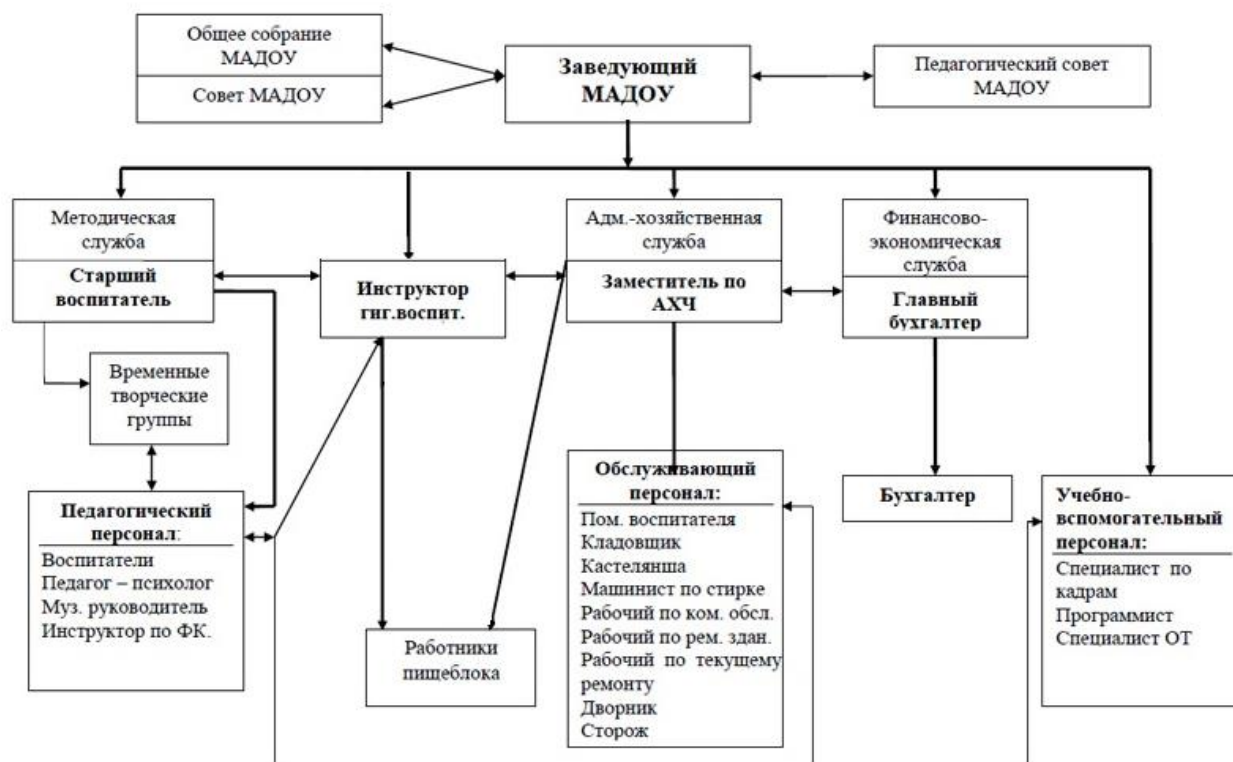 Общее собрание
МАДОУ
Совет МАДОУ
Заведующий
МАДОУ
Педагогический совет
МАДОУ
Методическая
служба
Старший
воспитатель
Инструктор
гиг.воспит.
Адм.-хозяйственная
служба
Заместитель по
АХЧ
Финансово-
экономическая
служба
Главный
бухгалтер
Временные
творческие
группы
Педагогический
персонал:
Воспитатели
Педагог – психолог
Муз. руководитель
Инструктор по ФК.
Работники
пищеблока
Обслуживающий
персонал:
Пом. воспитателя
Кладовщик
Кастелянша
Машинист по стирке
Рабочий по ком. обсл.
Рабочий по рем. здан.
Рабочий по текущему
ремонту
Дворник
Сторож
Бухгалтер
Учебно-
вспомогательный
персонал:
Специалист по
кадрам
Программист
Специалист ОТ